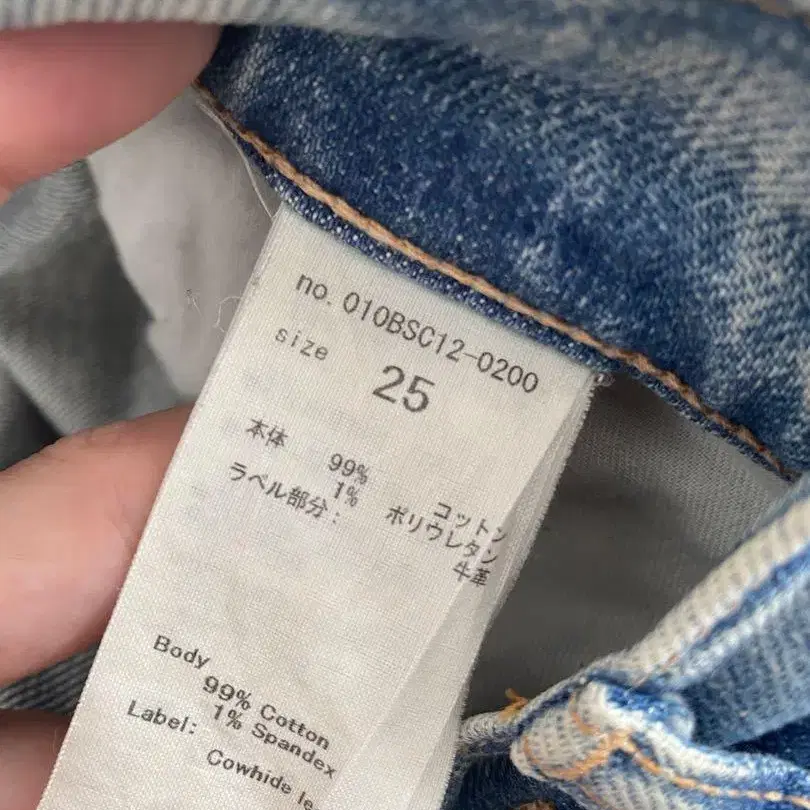 no. 010BSC12-0200
size 25
本体 99% コットン
1% ポリウレタン
ラベル部分: 牛革
Body
99% Cotton
1% Spandex
Label:
Cowhide